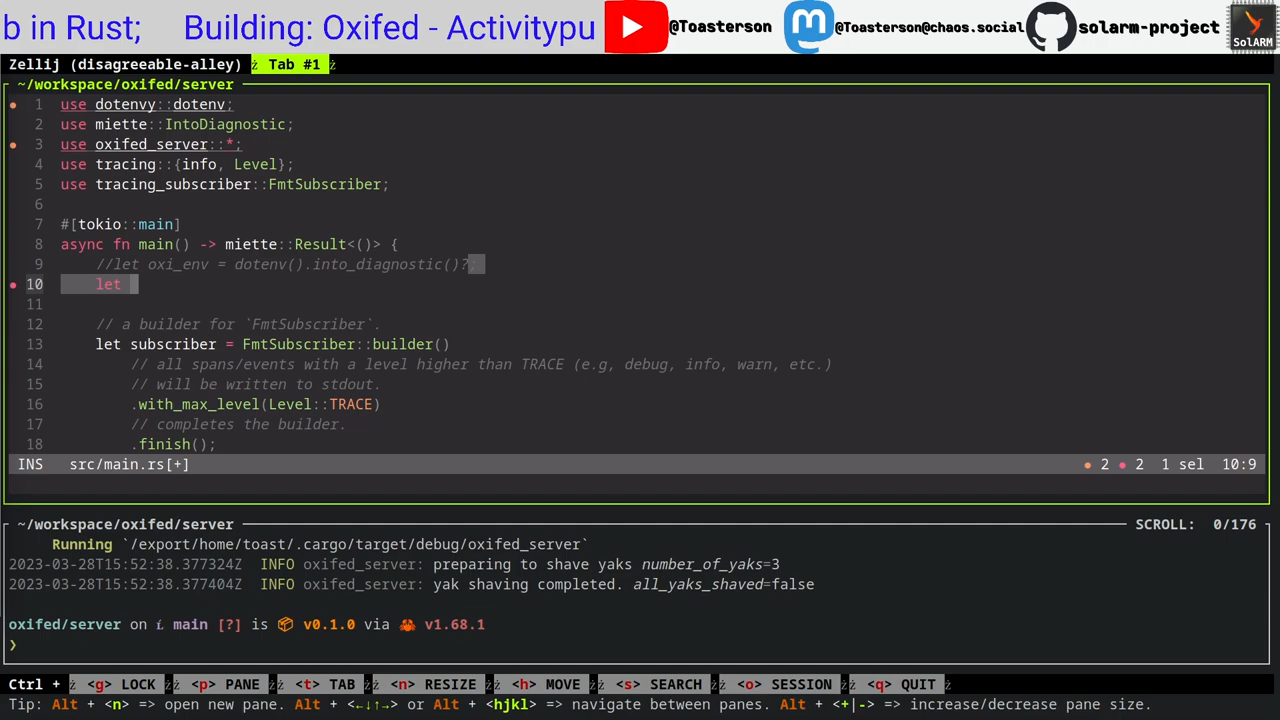 b in Rust;     Building: Oxifed - Activitypu
@Toasterson
@Toasterson@chaos.social
solarm-project
SolARM
Zellij (disagreeable-alley)  Tab #1
~/workspace/oxifed/server
1 use dotenvy::dotenv;
2 use miette::IntoDiagnostic;
3 use oxifed_server::*;
4 use tracing::{info, Level};
5 use tracing_subscriber::FmtSubscriber;
6
7 #[tokio::main]
8 async fn main() -> miette::Result<()> {
9     //let oxi_env = dotenv().into_diagnostic()?;
10     let
11
12     // a builder for `FmtSubscriber`.
13     let subscriber = FmtSubscriber::builder()
14         // all spans/events with a level higher than TRACE (e.g, debug, info, warn, etc.)
15         // will be written to stdout.
16         .with_max_level(Level::TRACE)
17         // completes the builder.
18         .finish();
INS   src/main.rs[+]   ● 2 ● 2  1 sel  10:9
~/workspace/oxifed/server   SCROLL:  0/176
Running `/export/home/toast/.cargo/target/debug/oxifed_server`
2023-03-28T15:52:38.377324Z  INFO oxifed_server: preparing to shave yaks number_of_yaks=3
2023-03-28T15:52:38.377404Z  INFO oxifed_server: yak shaving completed. all_yaks_shaved=false
oxifed/server on main [?] is 📦 v0.1.0 via 🦀 v1.68.1
❯
Ctrl +  <g> LOCK  <p> PANE  <t> TAB  <n> RESIZE  <h> MOVE  <s> SEARCH  <o> SESSION  <q> QUIT
Tip: Alt + <n> => open new pane. Alt + <←↓↑→> or Alt + <hjkl> => navigate between panes. Alt + <+|-> => increase/decrease pane size.